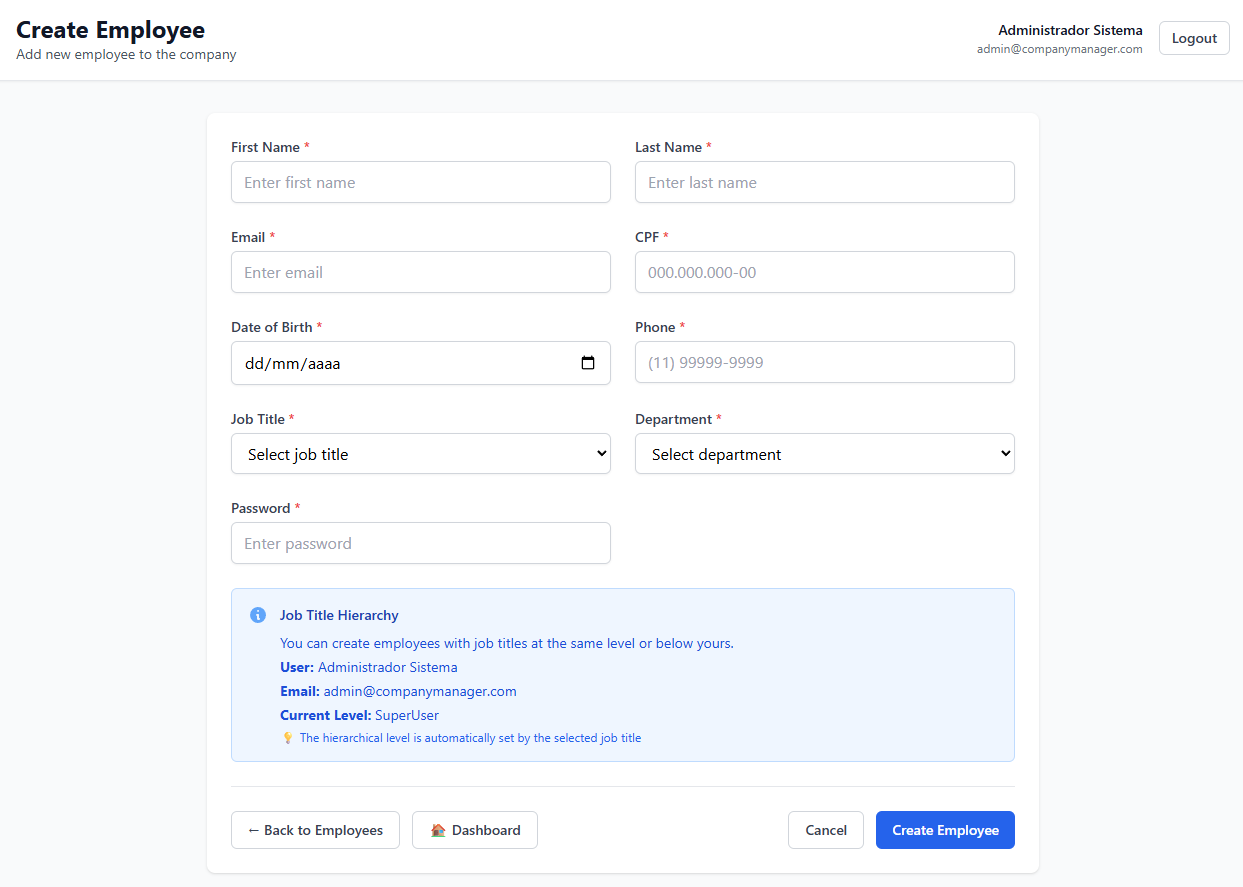 Create Employee
Add new employee to the company
Administrador Sistema
admin@companymanager.com
Logout
First Name *
Last Name *
Enter first name
Enter last name
Email *
CPF *
Enter email
000.000.000-00
Date of Birth *
Phone *
dd/mm/aaaa
(11) 99999-9999
Job Title *
Department *
Select job title
Select department
Password *
Enter password
Job Title Hierarchy
You can create employees with job titles at the same level or below yours.
User: Administrador Sistema
Email: admin@companymanager.com
Current Level: SuperUser
💡 The hierarchical level is automatically set by the selected job title
← Back to Employees
🏠 Dashboard
Cancel
Create Employee